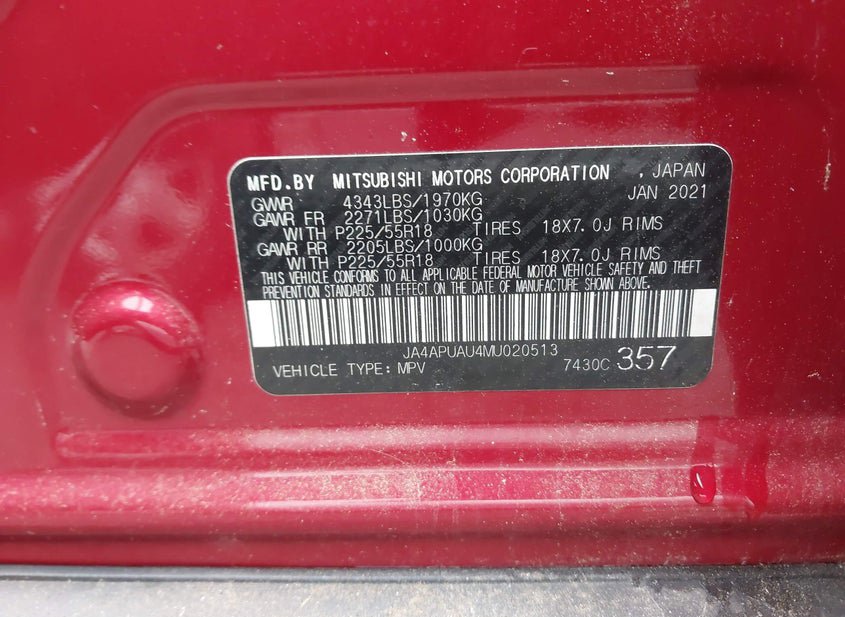 MFD.BY MITSUBISHI MOTORS CORPORATION , JAPAN
GVWR 4343LBS/1970KG JAN 2021
GAWR FR 2271LBS/1030KG
WITH P225/55R18 TIRES 18X7.0J RIMS
GAWR RR 2205LBS/1000KG
WITH P225/55R18 TIRES 18X7.0J RIMS
THIS VEHICLE CONFORMS TO ALL APPLICABLE FEDERAL MOTOR VEHICLE SAFETY AND THEFT
PREVENTION STANDARDS IN EFFECT ON THE DATE OF MANUFACTURE SHOWN ABOVE.
JA4APUAU4MU020513
VEHICLE TYPE: MPV 7430C 357